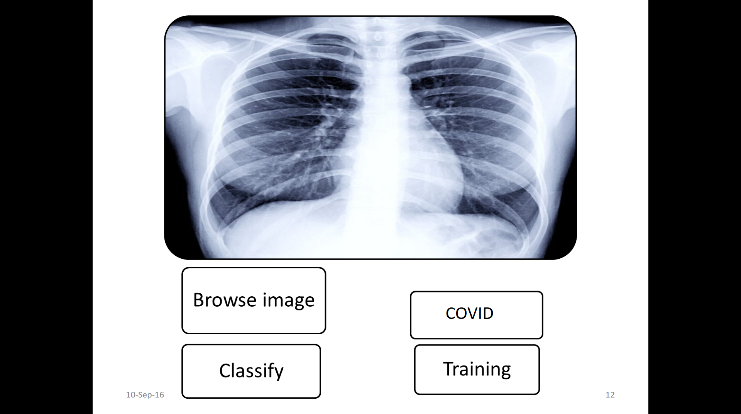 Browse image
COVID
Classify
Training
10-Sep-16
12